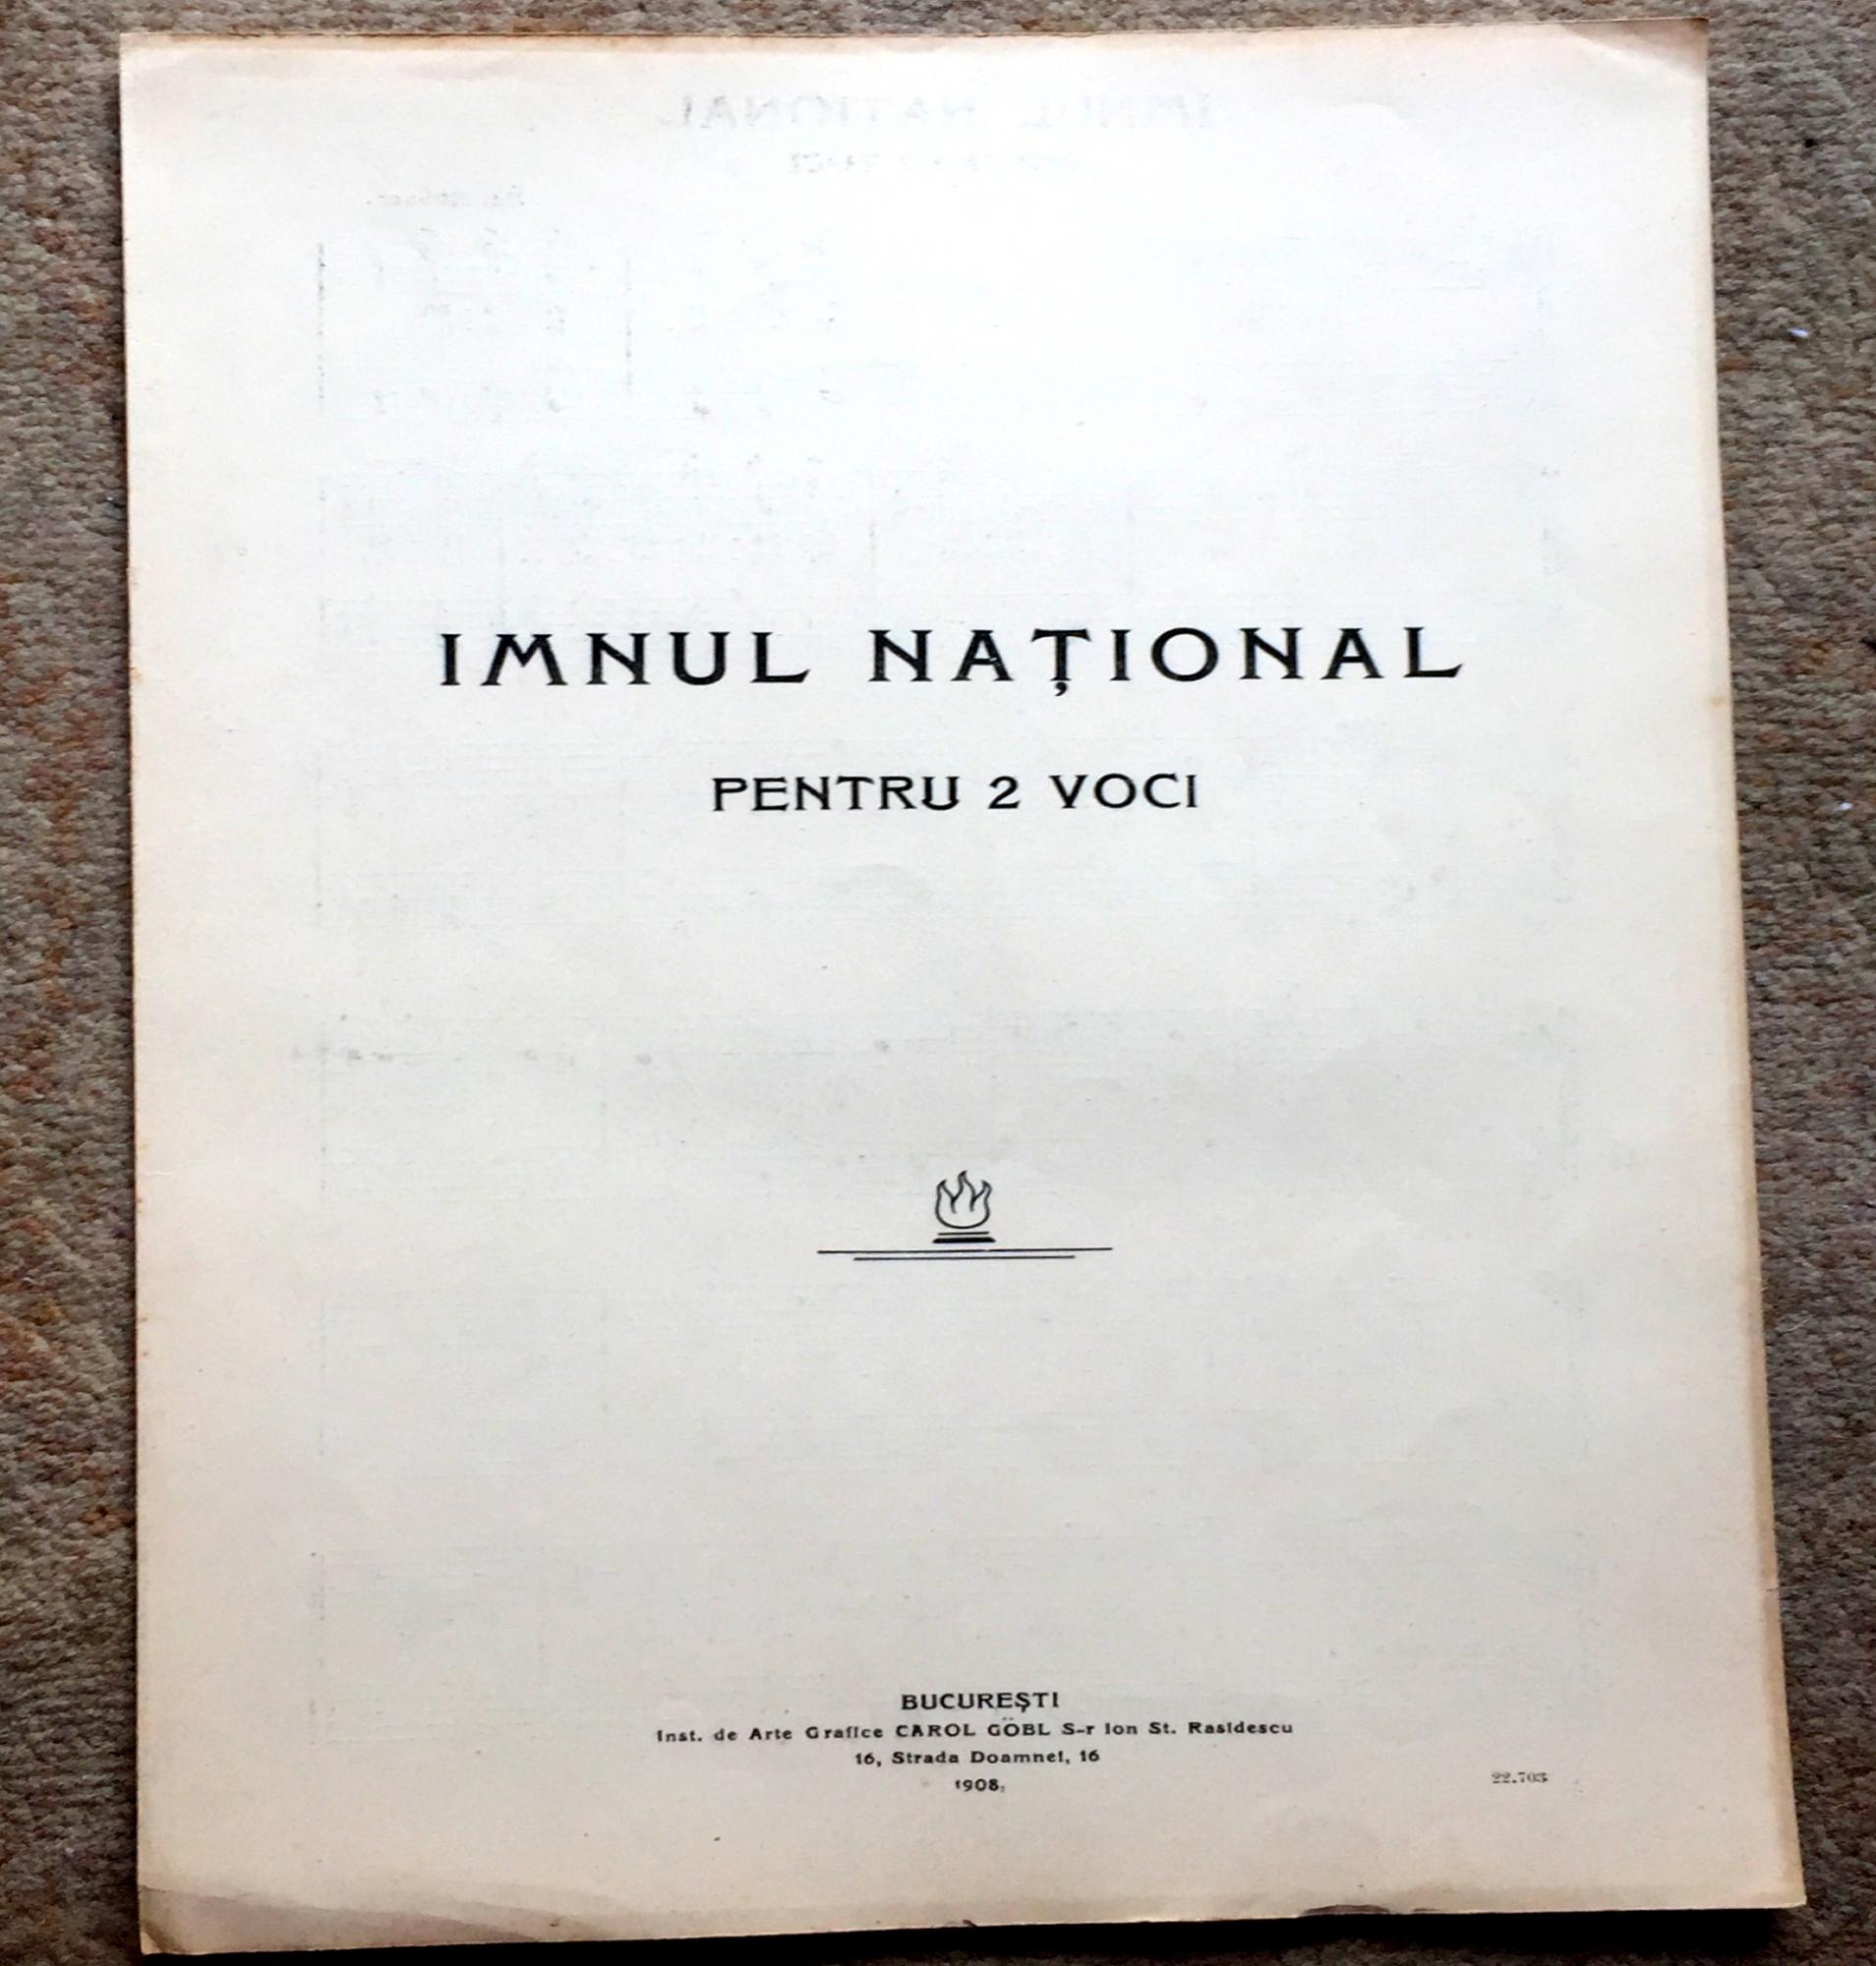 IMNUL NAȚIONAL
PENTRU 2 VOCI
BUCUREȘTI
Inst. de Arte Grafice CAROL GÖBL S-r Ion St. Rasidescu
16, Strada Doamnei, 16
1908.
22.703